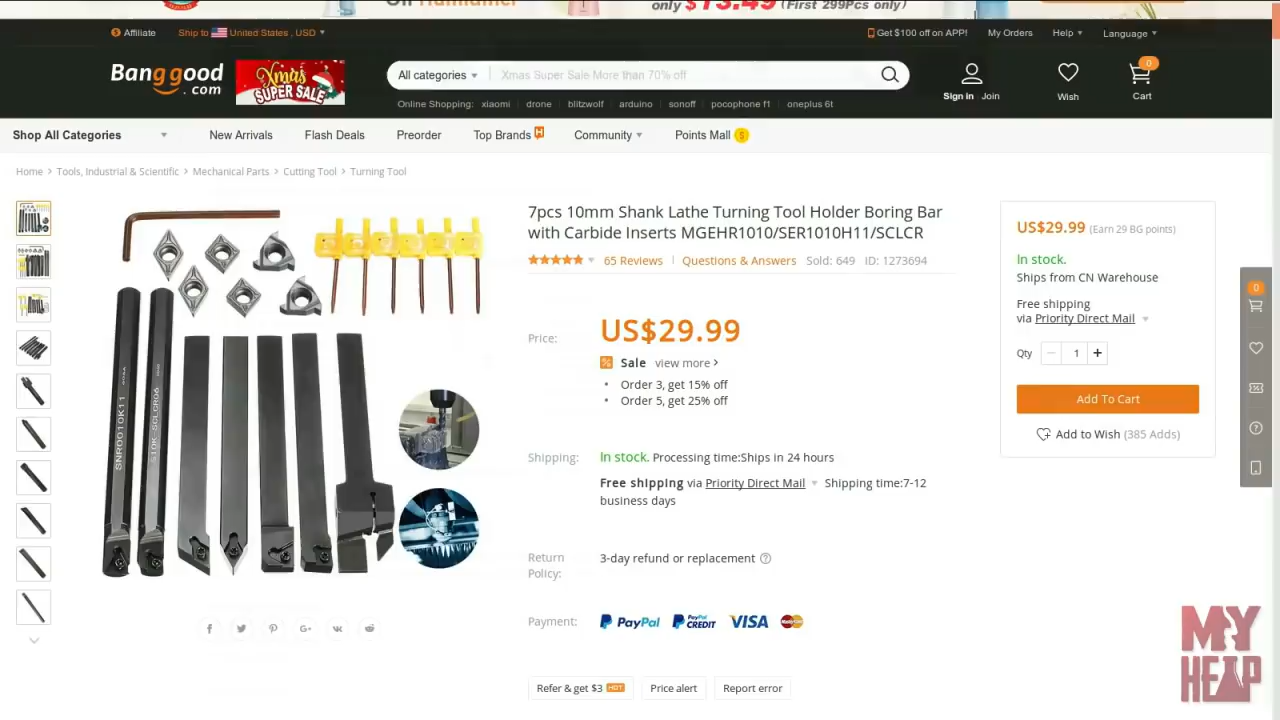 only $13.49 (First 299Pcs only)
Affiliate
Ship to United States , USD
Get $100 off on APP!
My Orders
Help
Language
Banggood
.com
Xmas
SUPER SALE
All categories
Xmas Super Sale More than 70% off
0
Sign in Join
Wish
Cart
Online Shopping: xiaomi drone blitzwolf arduino sonoff pocophone f1 oneplus 6t
Shop All Categories
New Arrivals
Flash Deals
Preorder
Top Brands
Community
Points Mall
Home > Tools, Industrial & Scientific > Mechanical Parts > Cutting Tool > Turning Tool
7pcs 10mm Shank Lathe Turning Tool Holder Boring Bar
with Carbide Inserts MGEHR1010/SER1010H11/SCLCR
65 Reviews
Questions & Answers
Sold: 649
ID: 1273694
Price:
US$29.99
Sale view more >
• Order 3, get 15% off
• Order 5, get 25% off
Shipping:
In stock. Processing time:Ships in 24 hours
Free shipping via Priority Direct Mail Shipping time:7-12
business days
Return
Policy:
3-day refund or replacement
Payment:
PayPal
PayPal
CREDIT
VISA
Refer & get $3 HOT
Price alert
Report error
US$29.99 (Earn 29 BG points)
In stock.
Ships from CN Warehouse
Free shipping
via Priority Direct Mail
Qty − 1 +
Add To Cart
Add to Wish (385 Adds)
0
SNR0010K11
S10K-SCLCR06
MY
HEAP